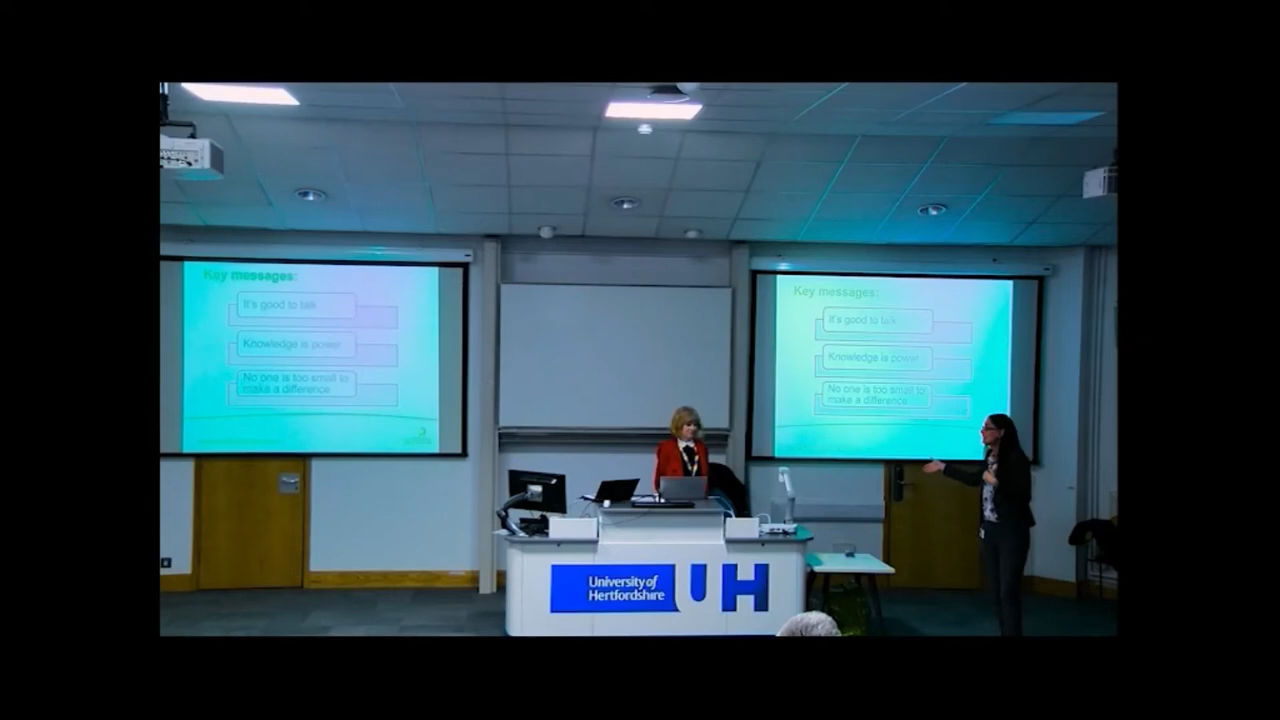 Key messages:
It's good to talk
Knowledge is power
No one is too small to
make a difference
Key messages:
It's good to talk
Knowledge is power
No one is too small to
make a difference
University of
Hertfordshire
UH